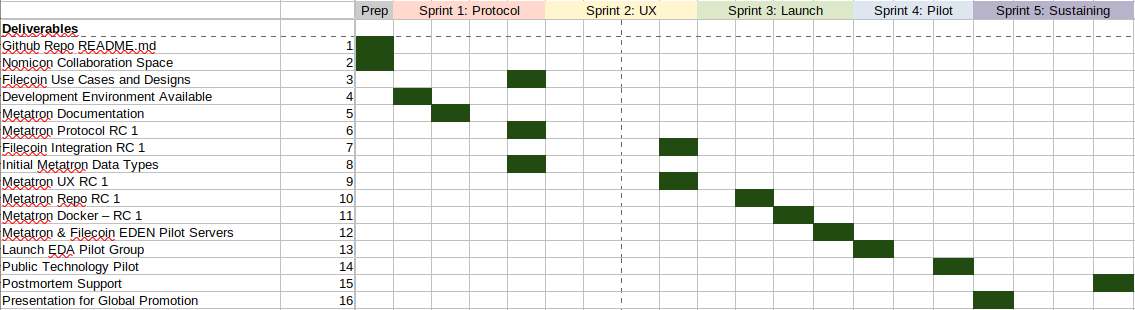 Prep Sprint 1: Protocol Sprint 2: UX Sprint 3: Launch Sprint 4: Pilot Sprint 5: Sustaining
Deliverables
Github Repo README.md 1
Nomicon Collaboration Space 2
Filecoin Use Cases and Designs 3
Development Environment Available 4
Metatron Documentation 5
Metatron Protocol RC 1 6
Filecoin Integration RC 1 7
Initial Metatron Data Types 8
Metatron UX RC 1 9
Metatron Repo RC 1 10
Metatron Docker – RC 1 11
Metatron & Filecoin EDEN Pilot Servers 12
Launch EDA Pilot Group 13
Public Technology Pilot 14
Postmortem Support 15
Presentation for Global Promotion 16